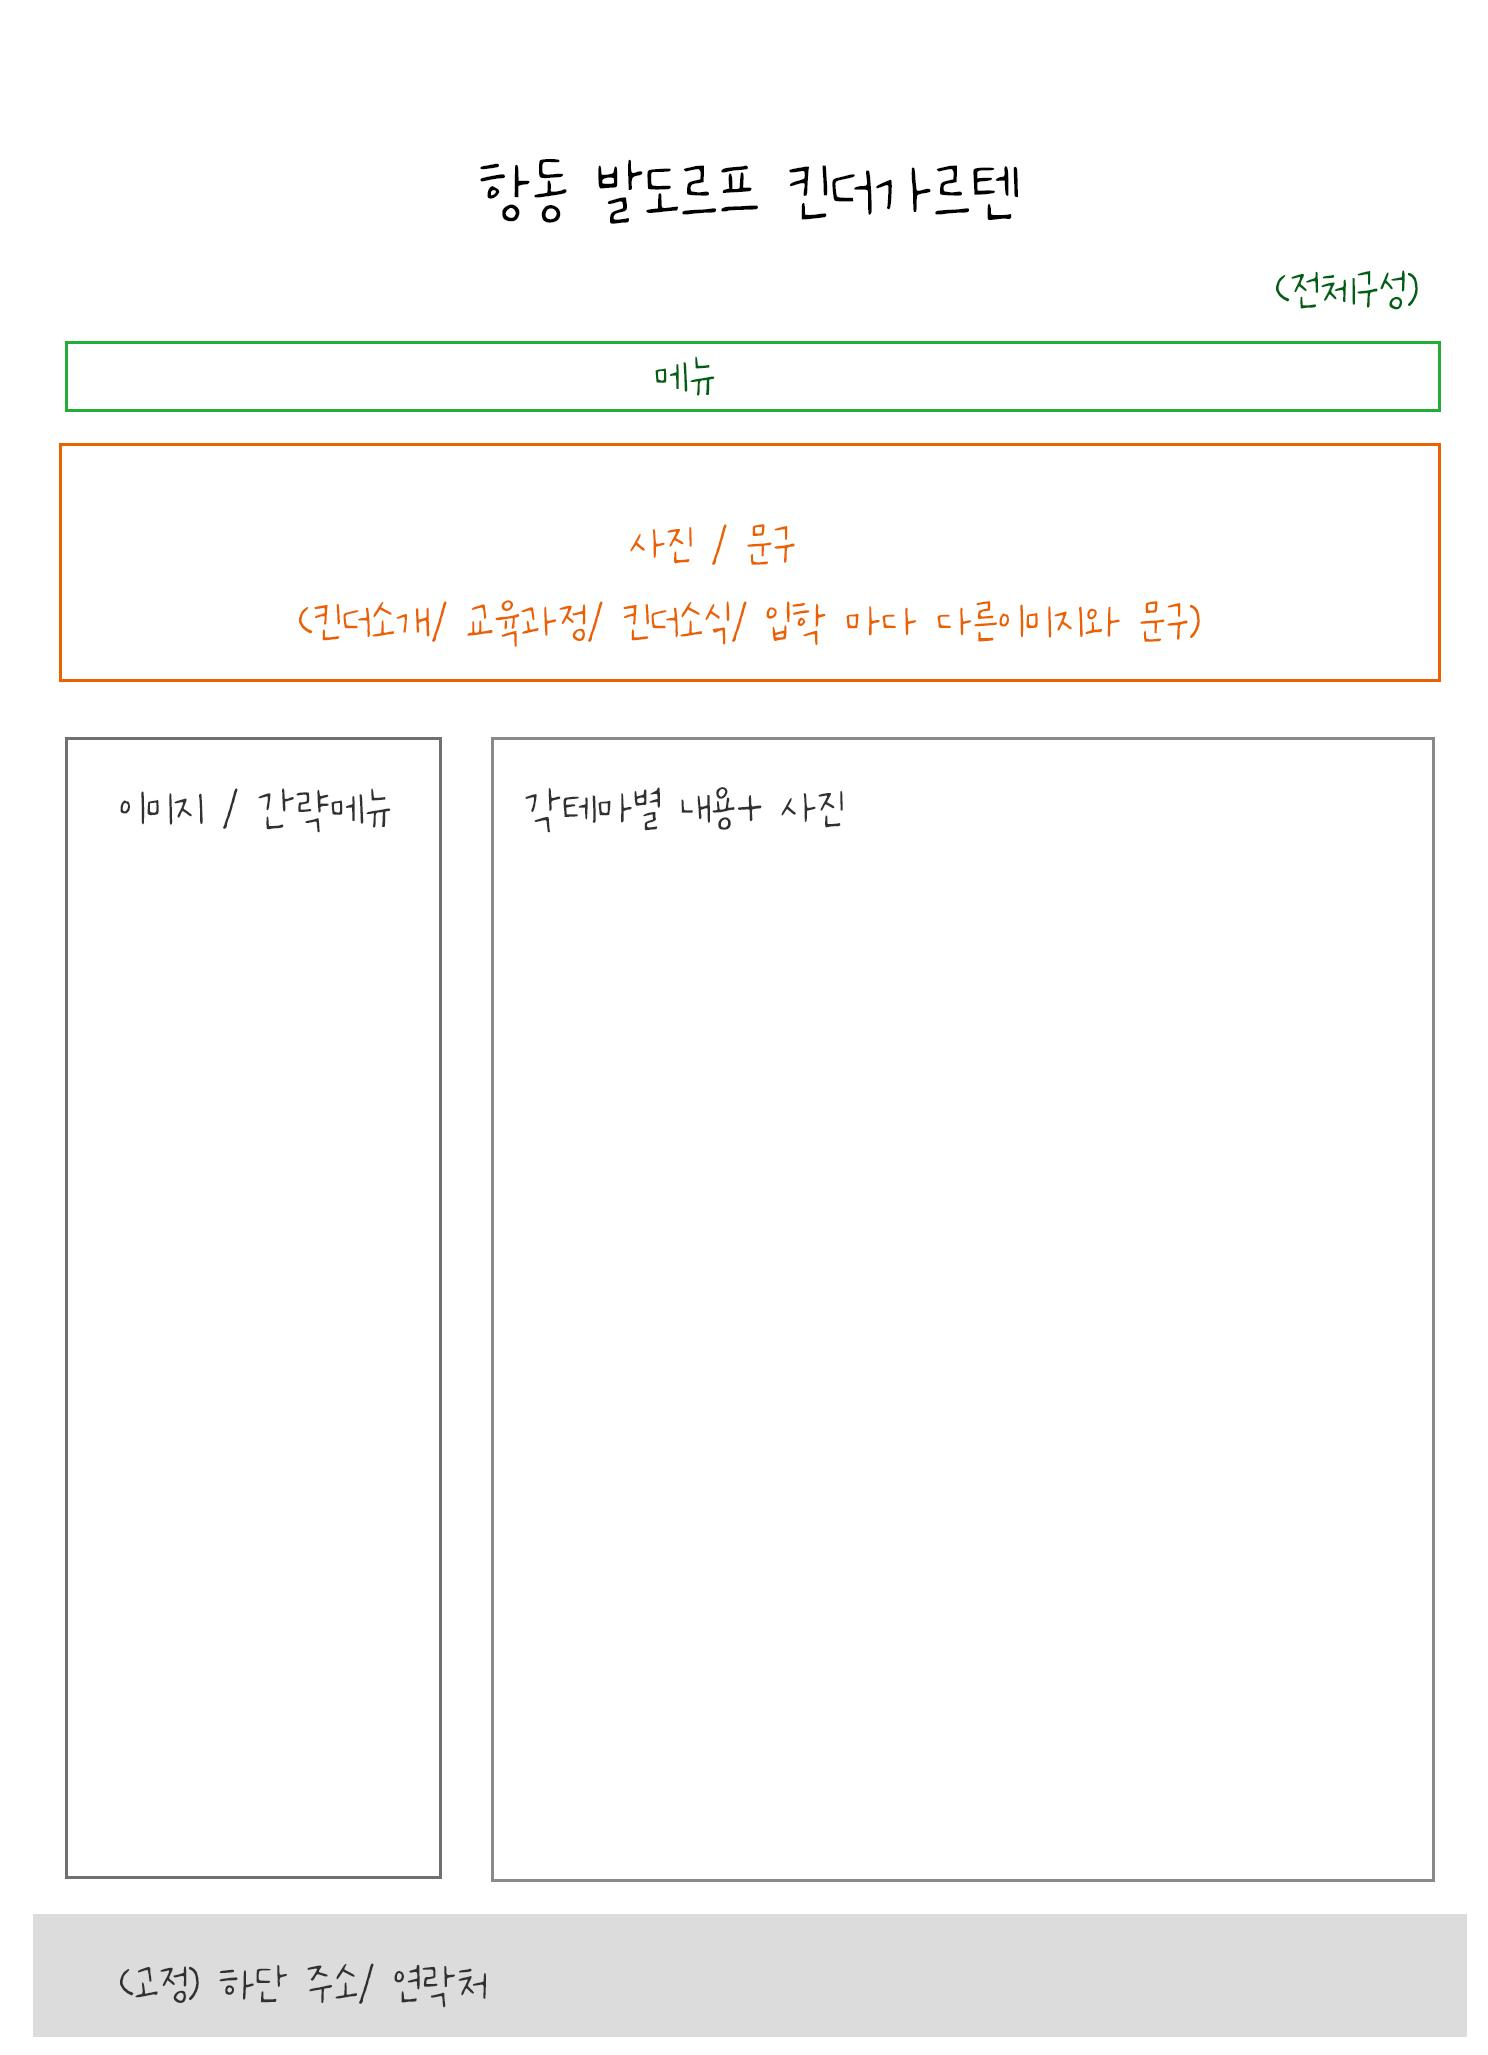 항동 발도르프 킨더가르텐
(전체구성)
메뉴
사진 / 문구
(킨더소개/ 교육과정/ 킨더소식/ 입학 마다 다른이미지와 문구)
이미지 / 간략메뉴
각테마별 내용+ 사진
(고정) 하단 주소/ 연락처